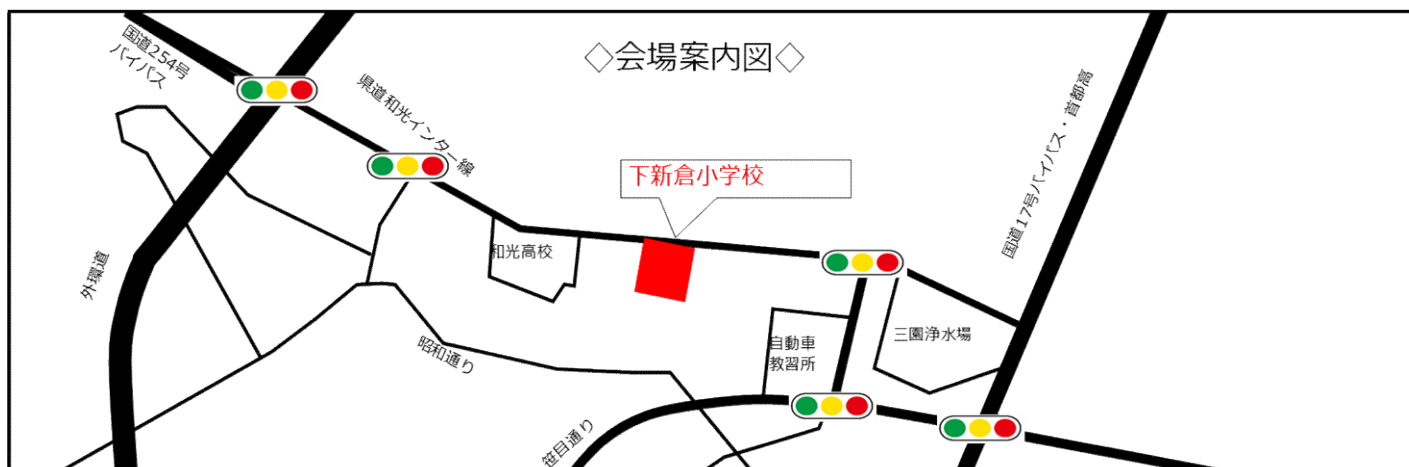 ◇会場案内図◇
国道254号
バイパス
県道和光インター線
下新倉小学校
国道17号バイパス・首都高
外環道
和光高校
昭和通り
自動車
教習所
三園浄水場
笹目通り